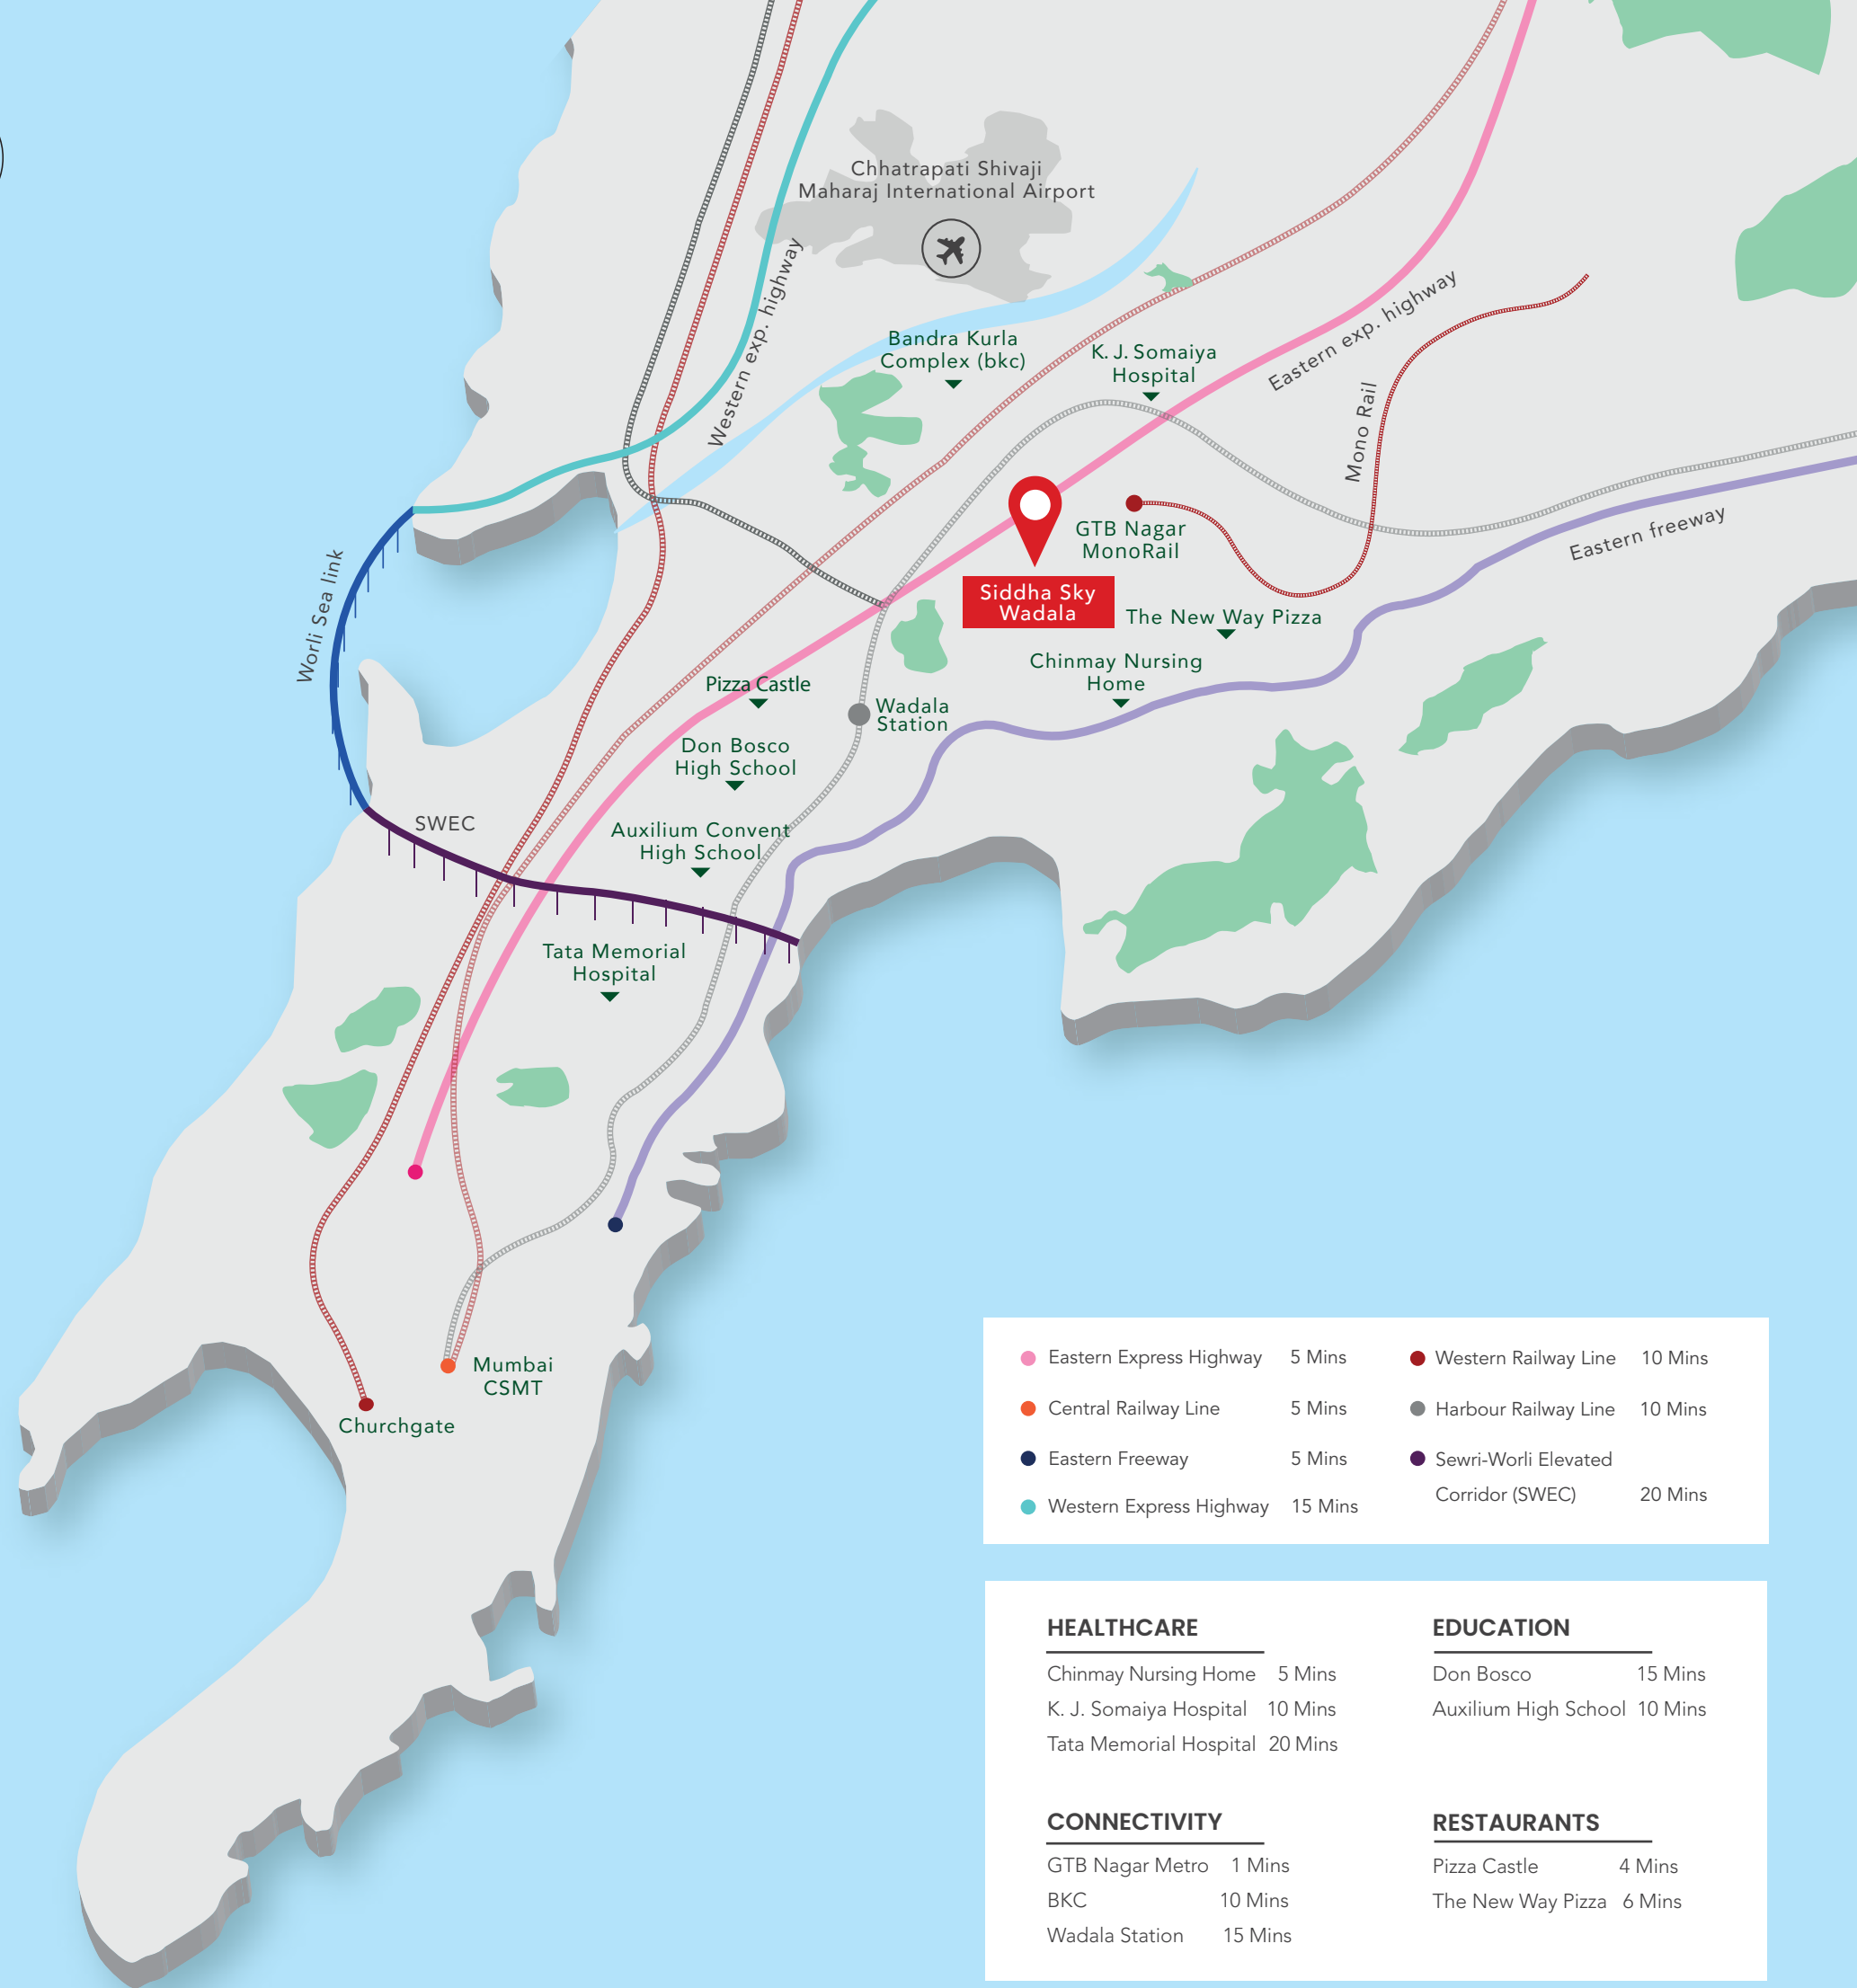 Chhatrapati Shivaji
Maharaj International Airport
Western exp. highway
Bandra Kurla
Complex (bkc)
K. J. Somaiya
Hospital
Eastern exp. highway
Mono Rail
GTB Nagar
MonoRail
Eastern freeway
Worli Sea link
Siddha Sky
Wadala
The New Way Pizza
Chinmay Nursing
Home
Pizza Castle
Wadala
Station
Don Bosco
High School
SWEC
Auxilium Convent
High School
Tata Memorial
Hospital
Mumbai
CSMT
Churchgate
Eastern Express Highway 5 Mins
Central Railway Line 5 Mins
Eastern Freeway 5 Mins
Western Express Highway 15 Mins
Western Railway Line 10 Mins
Harbour Railway Line 10 Mins
Sewri-Worli Elevated
Corridor (SWEC) 20 Mins
HEALTHCARE
Chinmay Nursing Home 5 Mins
K. J. Somaiya Hospital 10 Mins
Tata Memorial Hospital 20 Mins
EDUCATION
Don Bosco 15 Mins
Auxilium High School 10 Mins
CONNECTIVITY
GTB Nagar Metro 1 Mins
BKC 10 Mins
Wadala Station 15 Mins
RESTAURANTS
Pizza Castle 4 Mins
The New Way Pizza 6 Mins